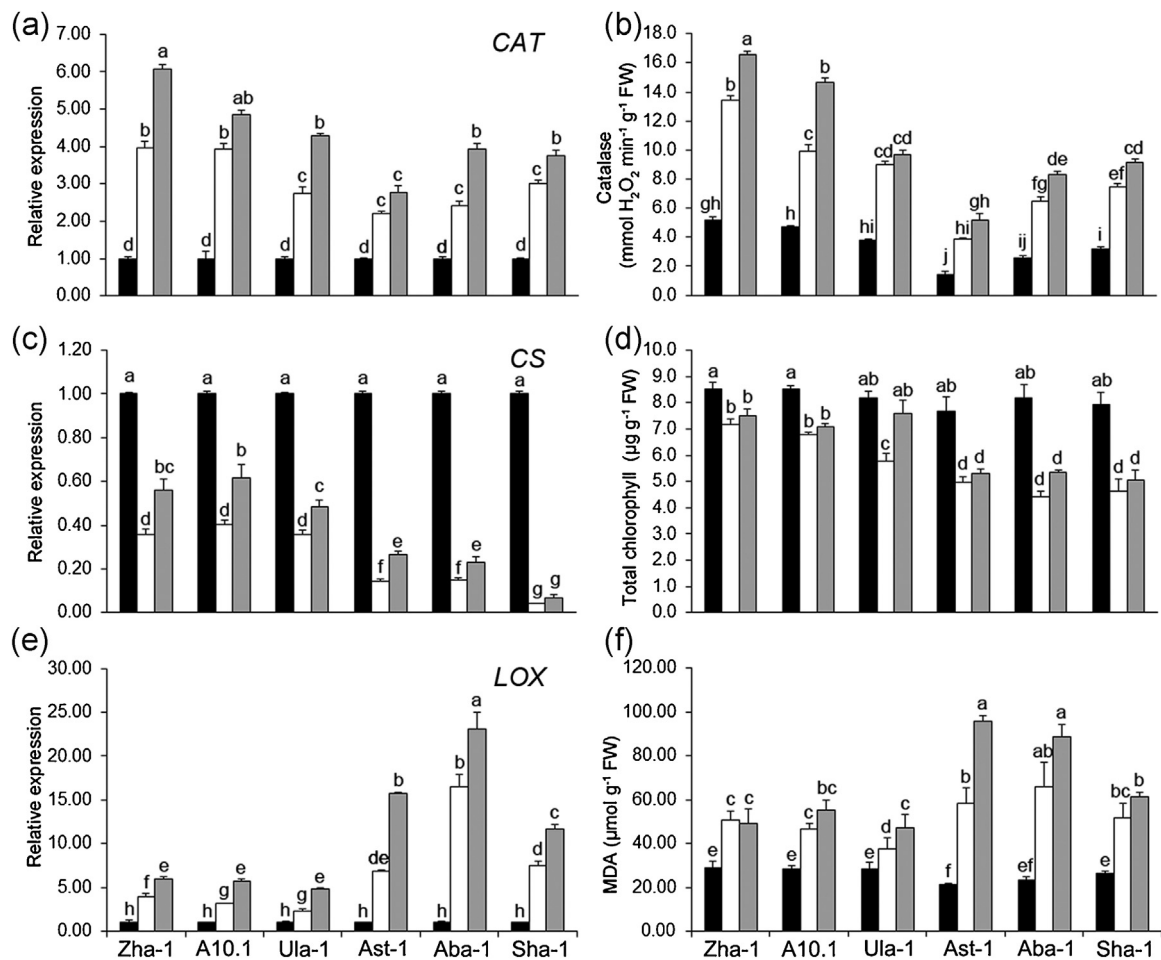 (a)
CAT
Relative expression
7.00
6.00
5.00
4.00
3.00
2.00
1.00
0.00
d b a
d b ab
d c b
d c c
d c b
d c b
(b)
Catalase
(mmol H₂O₂ min⁻¹ g⁻¹ FW)
18.0
16.0
14.0
12.0
10.0
8.0
6.0
4.0
2.0
0.0
gh b a
h c b
hi cd cd
j hi gh
ij fg de
i ef cd
(c)
CS
Relative expression
1.20
1.00
0.80
0.60
0.40
0.20
0.00
a d bc
a d b
a d c
a f e
a f e
a g g
(d)
Total chlorophyll (µg g⁻¹ FW)
10.0
9.0
8.0
7.0
6.0
5.0
4.0
3.0
2.0
1.0
0.0
a b b
a b b
ab c ab
ab d d
ab d d
ab d d
(e)
LOX
Relative expression
30.00
25.00
20.00
15.00
10.00
5.00
0.00
h f e
h g e
h g e
h de b
h b a
h d c
Zha-1 A10.1 Ula-1 Ast-1 Aba-1 Sha-1
(f)
MDA (µmol g⁻¹ FW)
120.00
100.00
80.00
60.00
40.00
20.00
0.00
e c c
e c bc
e d c
f b a
ef ab a
e bc b
Zha-1 A10.1 Ula-1 Ast-1 Aba-1 Sha-1